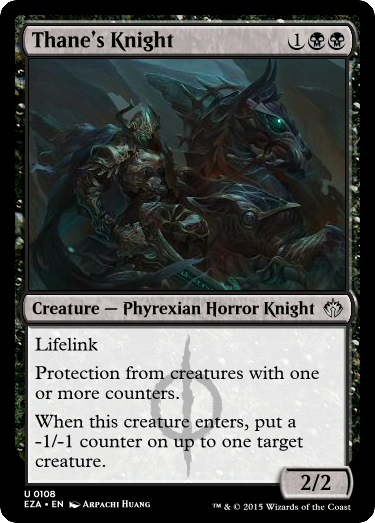 Thane's Knight 1
Creature — Phyrexian Horror Knight
Lifelink
Protection from creatures with one
or more counters.
When this creature enters, put a
-1/-1 counter on up to one target
creature.
2/2
U 0108
EZA • EN Arpachi Huang
™ & © 2015 Wizards of the Coast